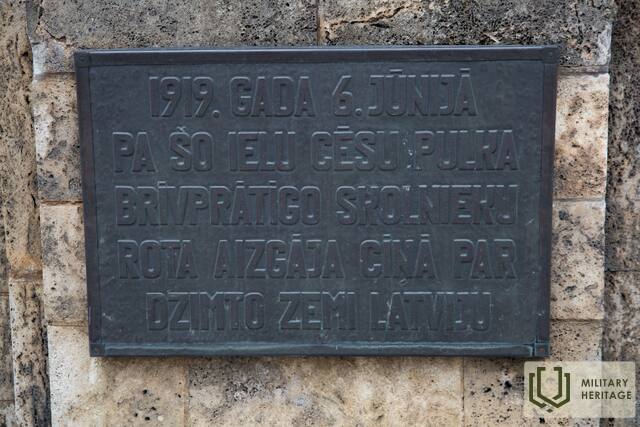 1919. GADA 6. JŪNIJĀ
PA ŠO IELU CĒSU PULKA
BRĪVPRĀTĪGO SKOLNIEKU
ROTA AIZGĀJA CĪŅĀ PAR
DZIMTO ZEMI LATVIJU
MILITARY
HERITAGE